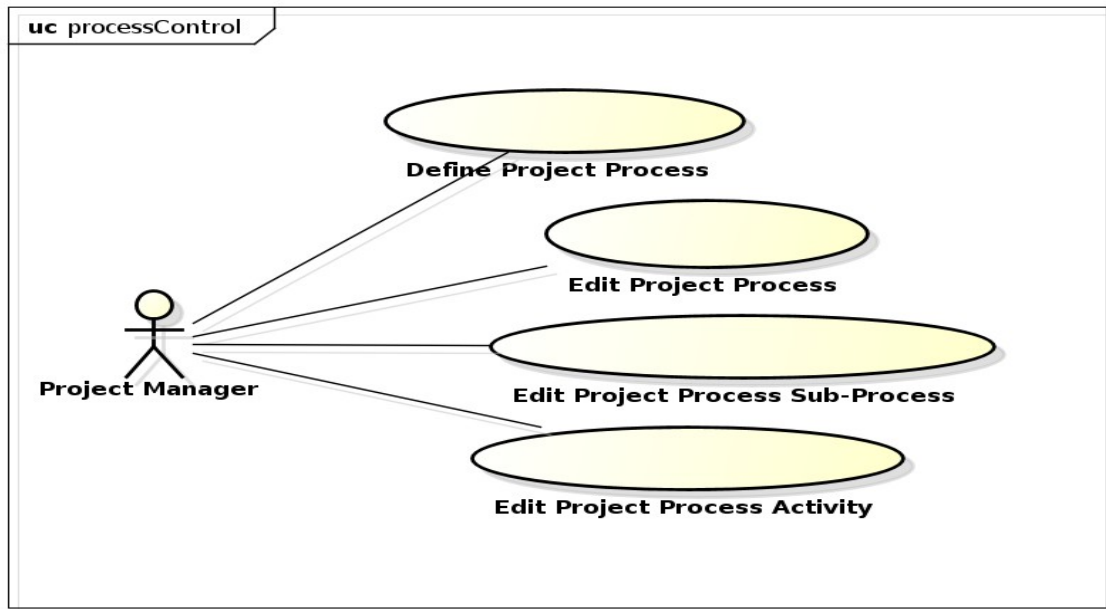 uc processControl
Define Project Process
Edit Project Process
Edit Project Process Sub-Process
Project Manager
Edit Project Process Activity